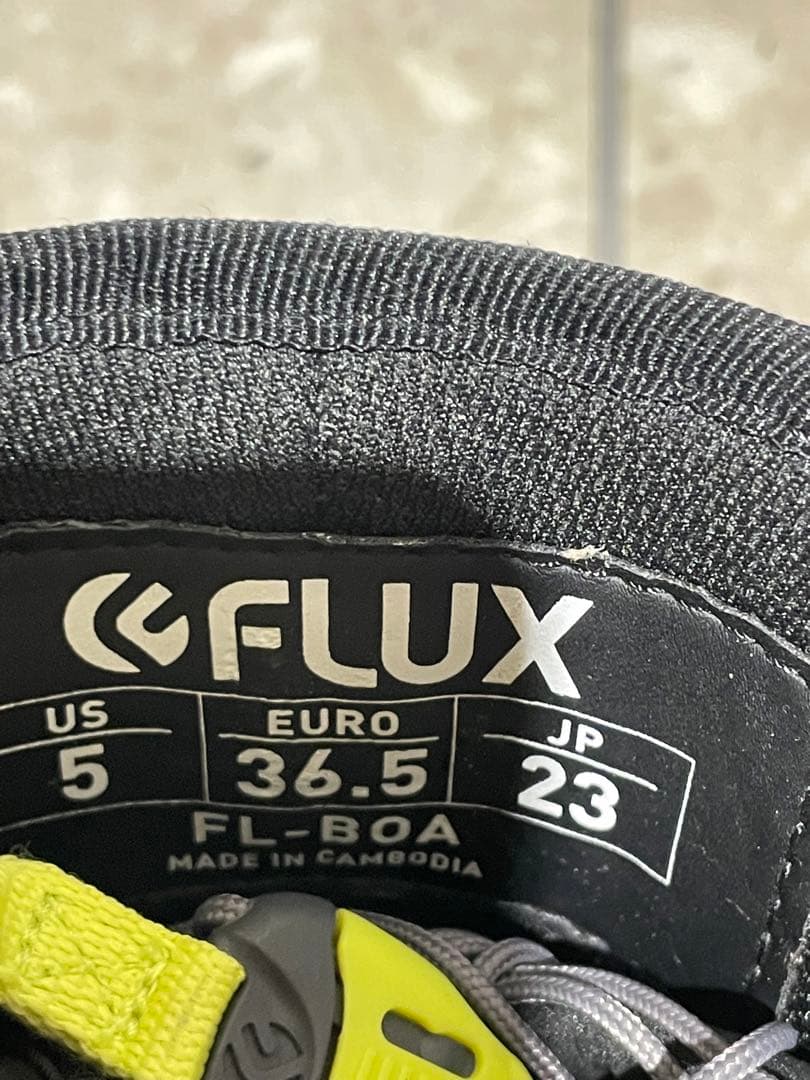 FLUX
US EURO JP
5 36.5 23
FL-BOA
MADE IN CAMBODIA